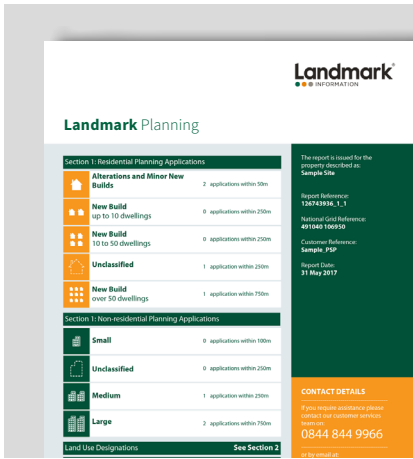 Landmark®
INFORMATION
Landmark Planning
Section 1: Residential Planning Applications
Alterations and Minor New
Builds
2 applications within 50m
New Build
up to 10 dwellings
0 applications within 250m
New Build
10 to 50 dwellings
0 applications within 250m
Unclassified
1 application within 250m
New Build
over 50 dwellings
1 application within 750m
Section 1: Non-residential Planning Applications
Small
0 applications within 100m
Unclassified
0 applications within 250m
Medium
1 application within 250m
Large
2 applications within 750m
Land Use Designations See Section 2
The report is issued for the
property described as:
Sample Site
Report Reference:
126743936_1_1
National Grid Reference:
491040 106950
Customer Reference:
Sample_PSP
Report Date:
31 May 2017
CONTACT DETAILS
If you require assistance please
contact our customer services
team on:
0844 844 9966
or by email at: